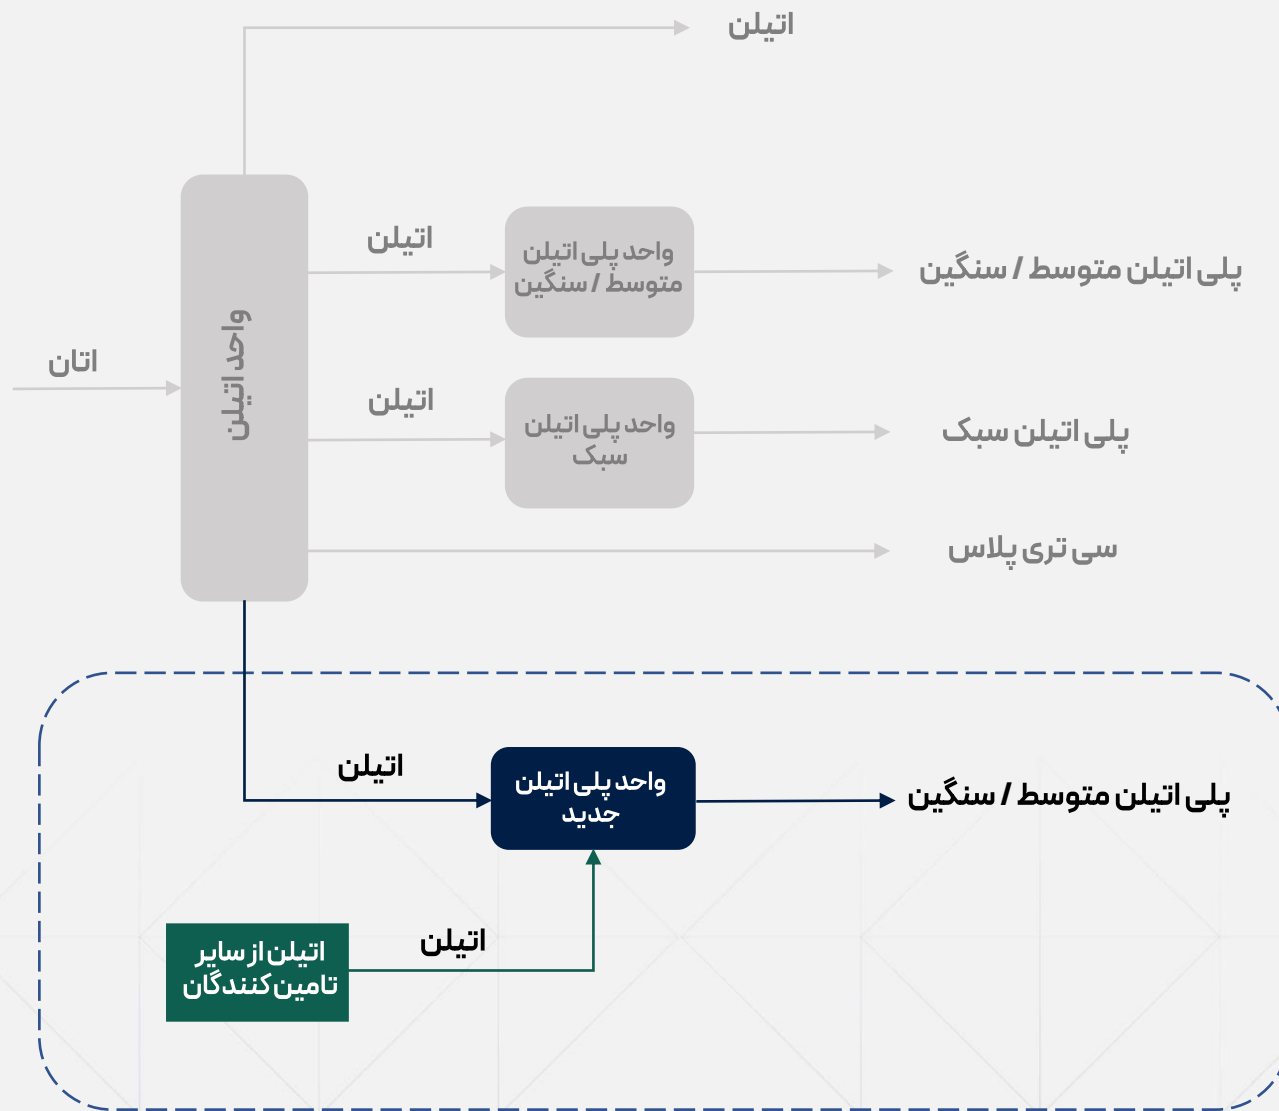 اتیلن
اتیلن
واحد پلی اتیلن
متوسط / سنگین
پلی اتیلن متوسط / سنگین
واحد اتیلن
اتان
اتیلن
واحد پلی اتیلن
سبک
پلی اتیلن سبک
سی تری پلاس
اتیلن
واحد پلی اتیلن
جدید
پلی اتیلن متوسط / سنگین
اتیلن
اتیلن از سایر
تامین کنندگان